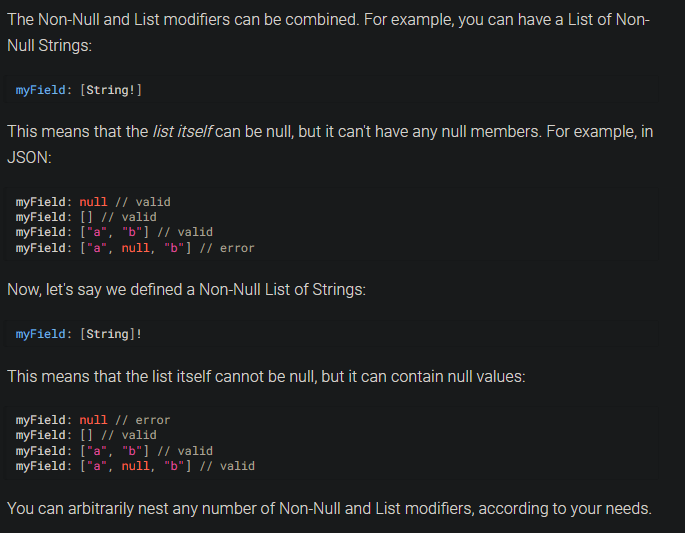 The Non-Null and List modifiers can be combined. For example, you can have a List of Non-
Null Strings:
myField: [String!]
This means that the list itself can be null, but it can't have any null members. For example, in
JSON:
myField: null // valid
myField: [] // valid
myField: ["a", "b"] // valid
myField: ["a", null, "b"] // error
Now, let's say we defined a Non-Null List of Strings:
myField: [String]!
This means that the list itself cannot be null, but it can contain null values:
myField: null // error
myField: [] // valid
myField: ["a", "b"] // valid
myField: ["a", null, "b"] // valid
You can arbitrarily nest any number of Non-Null and List modifiers, according to your needs.